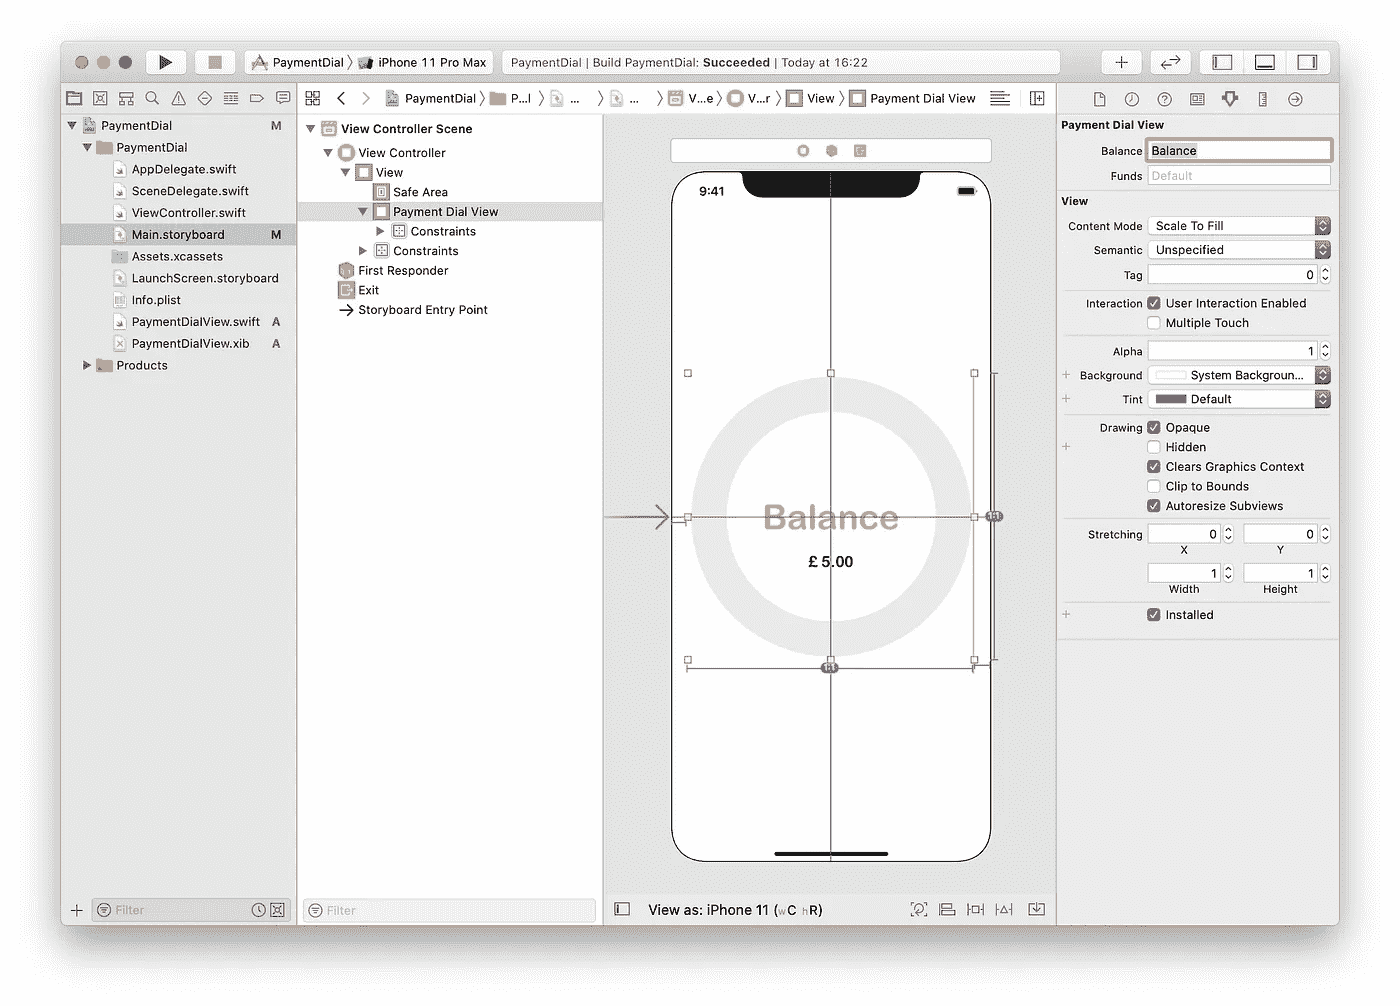 PaymentDial 〉 iPhone 11 Pro Max
PaymentDial | Build PaymentDial: Succeeded | Today at 16:22
PaymentDial 〉 P...l 〉 ... 〉 ... 〉 V...e 〉 V...r 〉 View 〉 Payment Dial View
PaymentDial M
PaymentDial
AppDelegate.swift
SceneDelegate.swift
ViewController.swift
Main.storyboard M
Assets.xcassets
LaunchScreen.storyboard
Info.plist
PaymentDialView.swift A
PaymentDialView.xib A
Products
Filter
View Controller Scene
View Controller
View
Safe Area
Payment Dial View
Constraints
Constraints
First Responder
Exit
Storyboard Entry Point
Filter
9:41
Balance
£ 5.00
View as: iPhone 11 (wC hR)
Payment Dial View
Balance Balance
Funds Default
View
Content Mode Scale To Fill
Semantic Unspecified
Tag 0
Interaction User Interaction Enabled
Multiple Touch
Alpha 1
Background System Backgroun...
Tint Default
Drawing Opaque
Hidden
Clears Graphics Context
Clip to Bounds
Autoresize Subviews
Stretching 0 0
X Y
1 1
Width Height
Installed